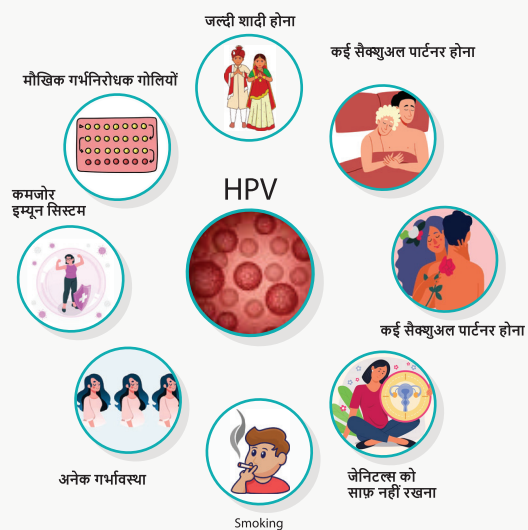 जल्दी शादी होना
कई सैक्शुअल पार्टनर होना
मौखिक गर्भनिरोधक गोलियों
कमजोर
इम्यून सिस्टम
HPV
कई सैक्शुअल पार्टनर होना
अनेक गर्भावस्था
जेनिटल्स को
साफ़ नहीं रखना
Smoking